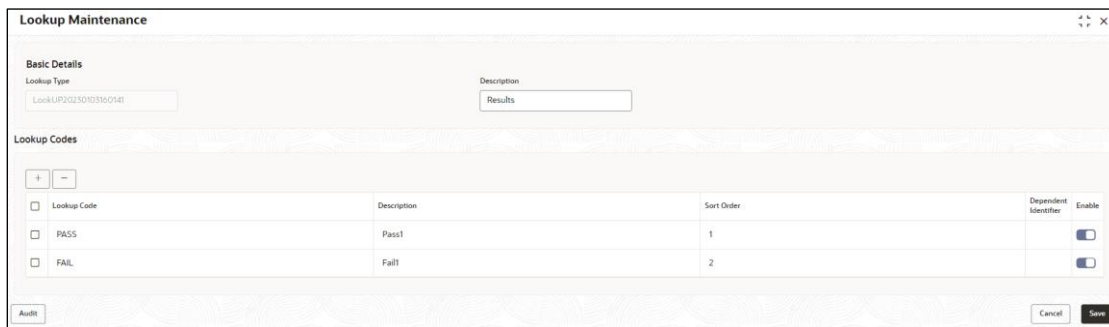 Lookup Maintenance
Basic Details
Lookup Type Description
LookUP20230103160141 Results
Lookup Codes
+ −
Lookup Code Description Sort Order Dependent Identifier Enable
PASS Pass1 1
FAIL Fail1 2
Audit Cancel Save